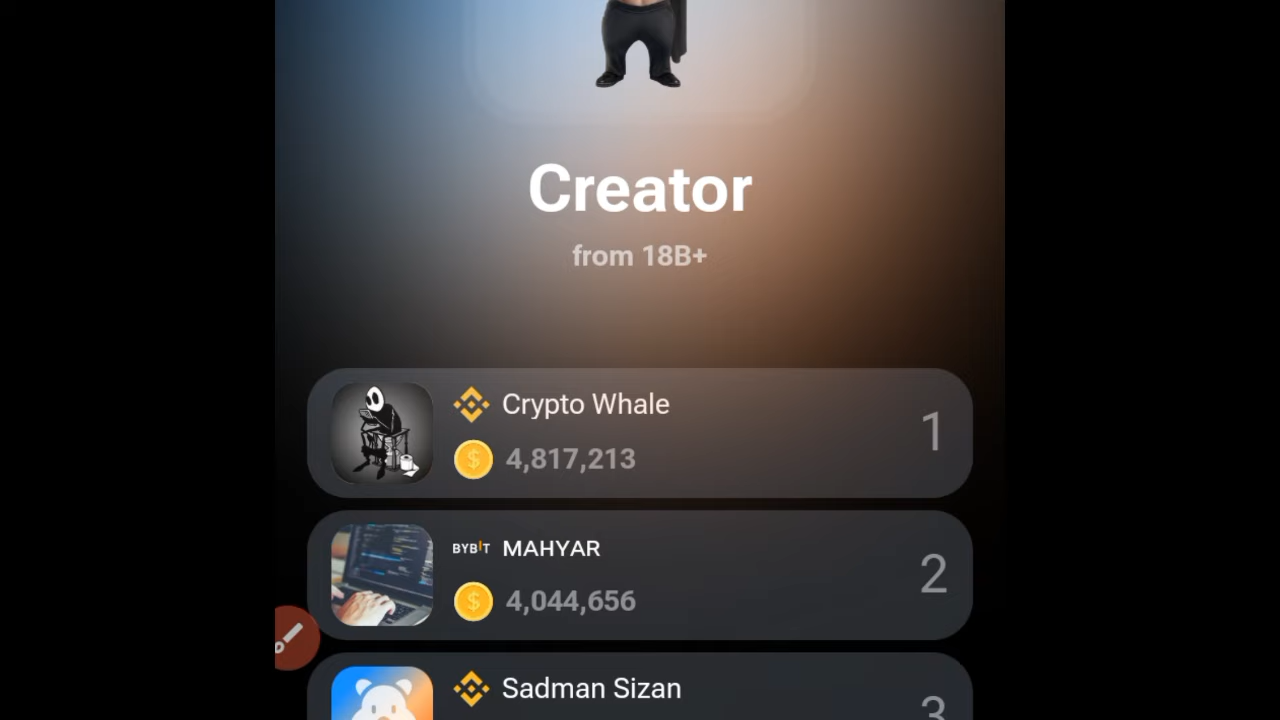 Creator
from 18B+
Crypto Whale
4,817,213
1
BYBIT MAHYAR
4,044,656
2
Sadman Sizan
3